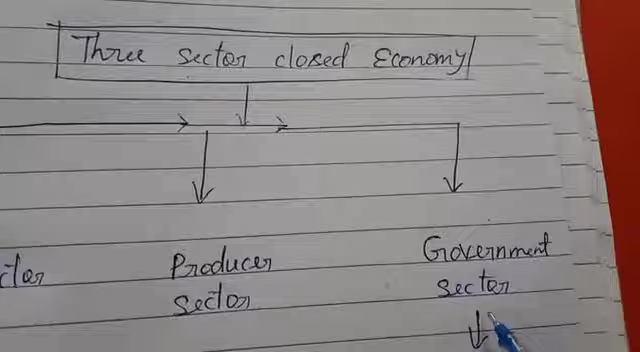 Three sector closed Economy
Producer
sector
Government
sector